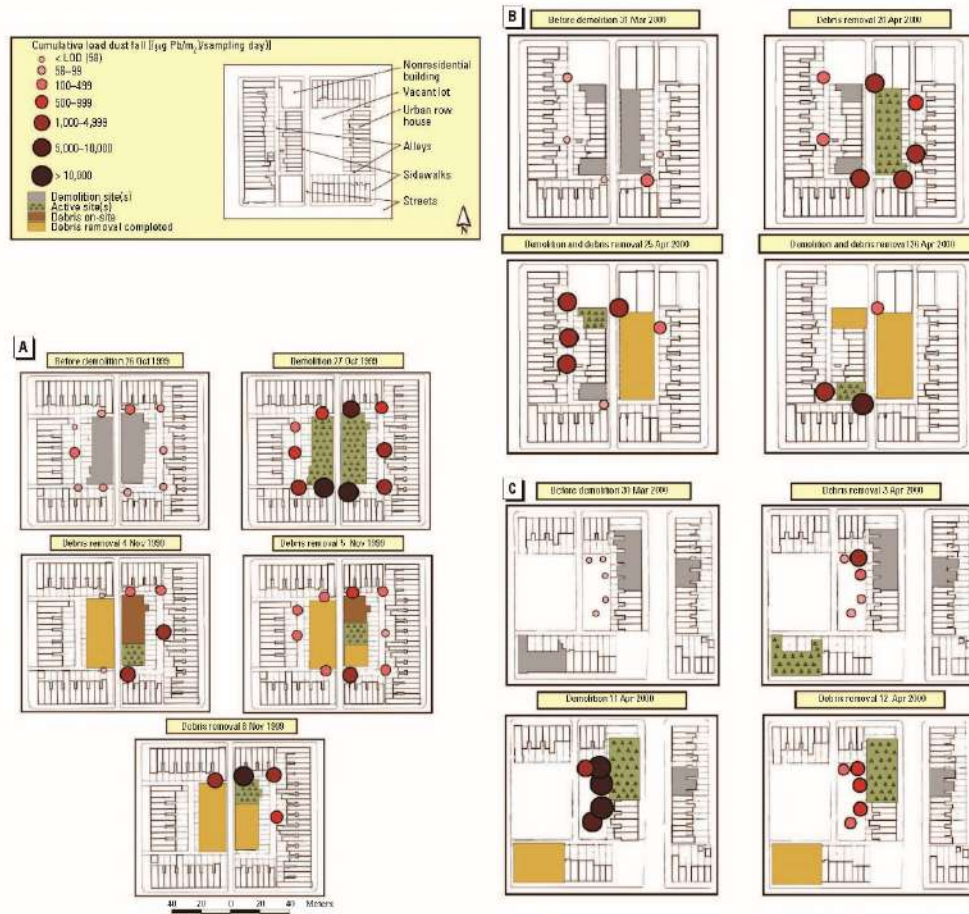 Cumulative lead dust fall [(µg Pb/m2)/sampling day)]
< LOD (58)
58–99
100–499
500–999
1,000–4,999
5,000–10,000
> 10,000
Demolition site(s)
Active site(s)
Debris on-site
Debris removal completed
Nonresidential
building
Vacant lot
Urban row
house
Alleys
Sidewalks
Streets
N
A
Before demolition 26 Oct 1999
Demolition 27 Oct 1999
Debris removal 4 Nov 1999
Debris removal 5 Nov 1999
Debris removal 8 Nov 1999
40 20 0 20 40 Meters
B
Before demolition 31 Mar 2000
Debris removal 20 Apr 2000
Demolition and debris removal 25 Apr 2000
Demolition and debris removal 26 Apr 2000
C
Before demolition 30 Mar 2000
Debris removal 3 Apr 2000
Demolition 11 Apr 2000
Debris removal 12 Apr 2000